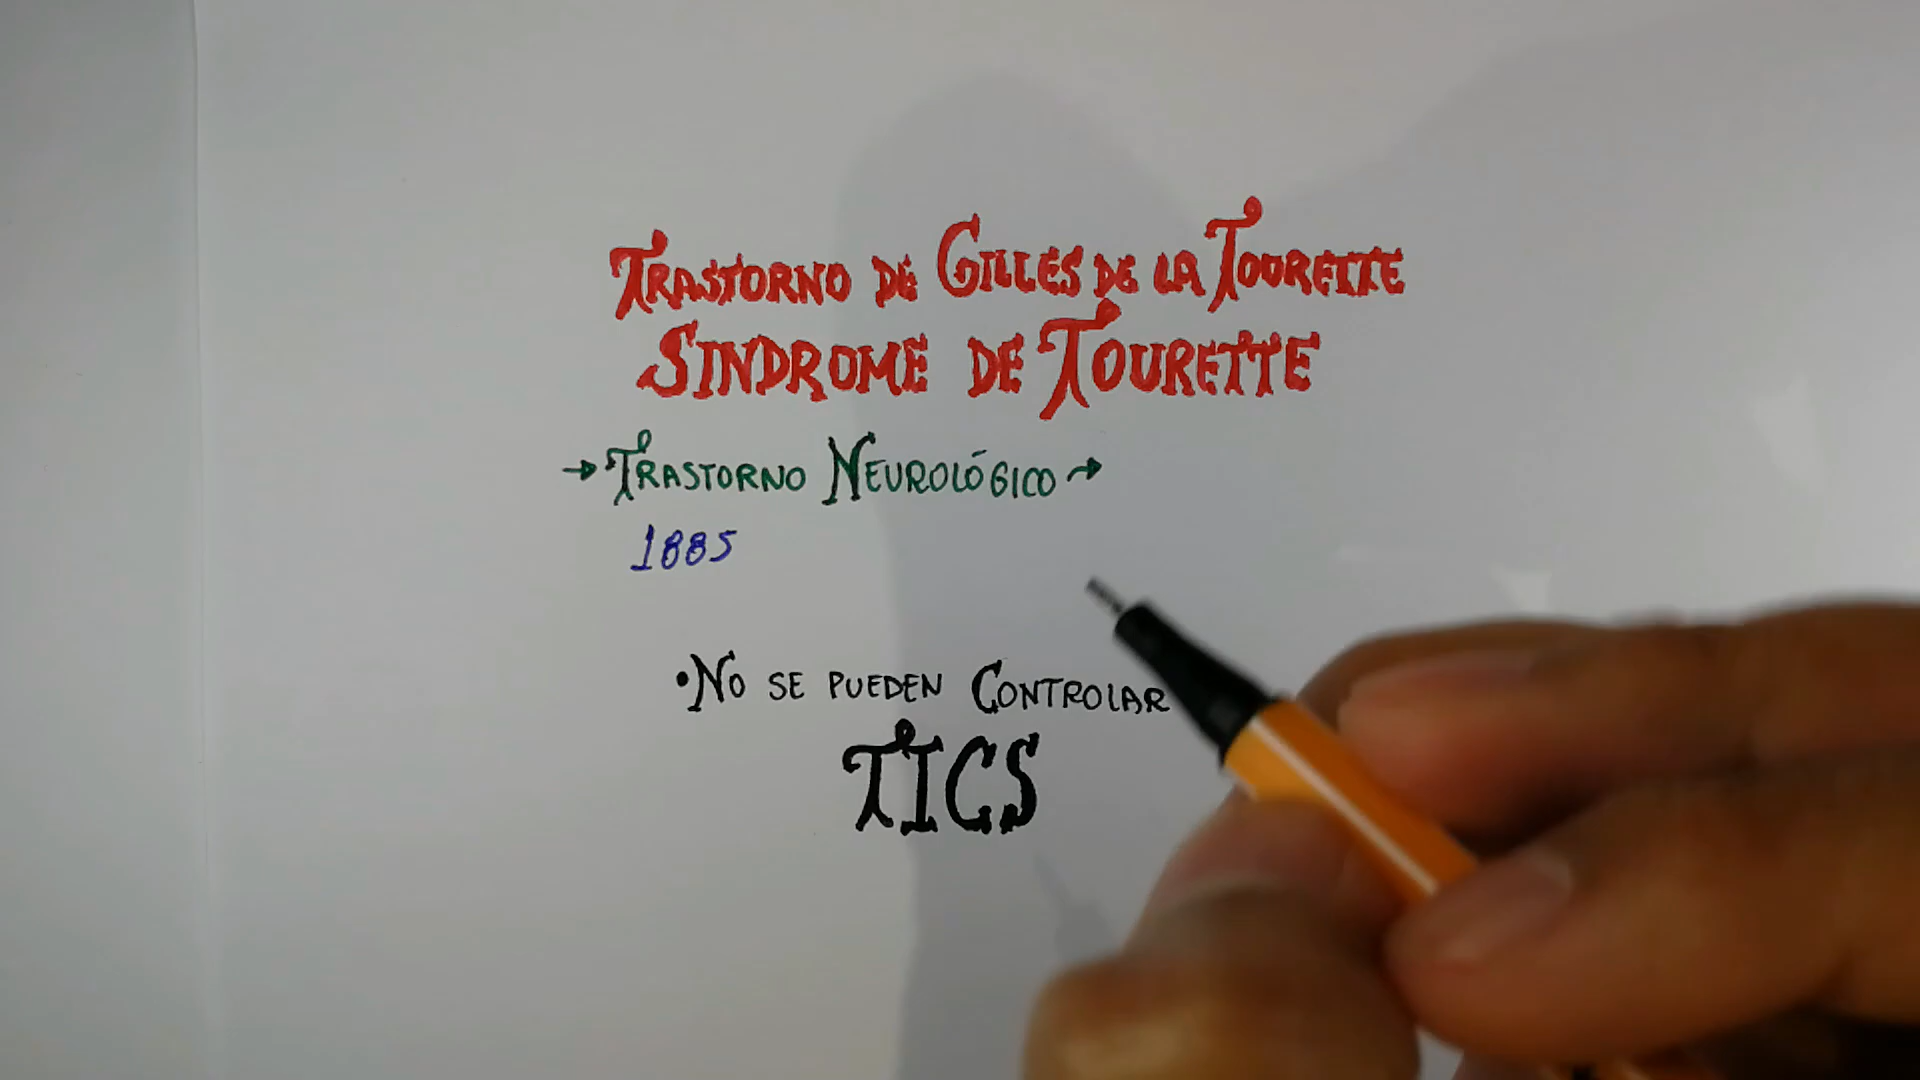 TRASTORNO DE GILLES DE LA TOURETTE
SINDROME DE TOURETTE
→ TRASTORNO NEUROLÓGICO →
1885
• NO SE PUEDEN CONTROLAR
TICS